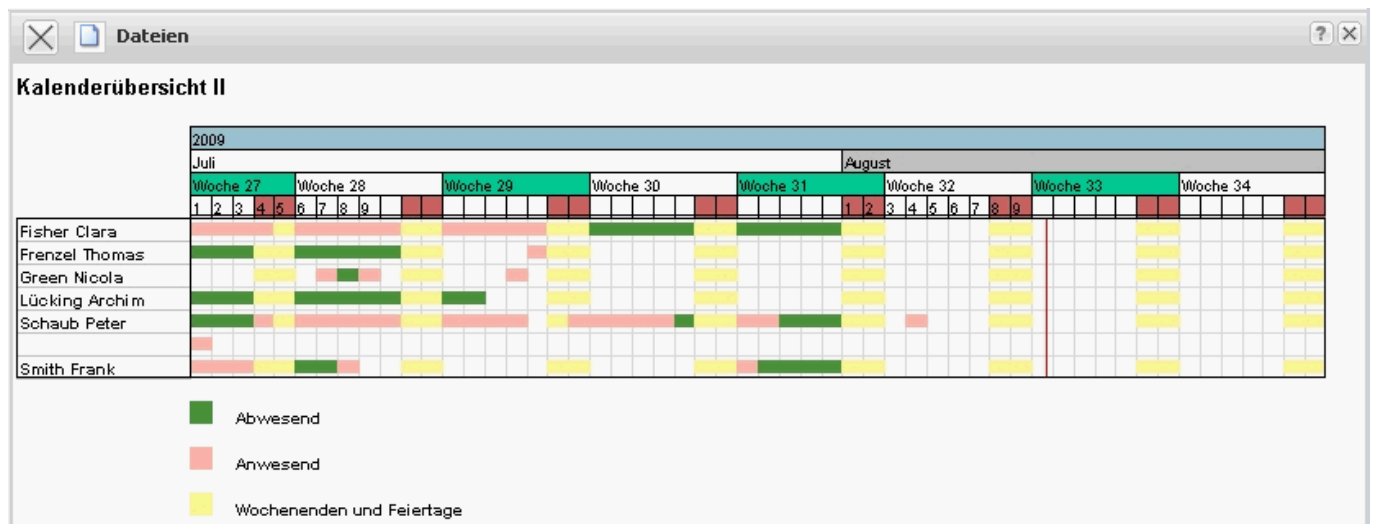 Dateien ?
Kalenderübersicht II
2009
Juli August
Woche 27 Woche 28 Woche 29 Woche 30 Woche 31 Woche 32 Woche 33 Woche 34
1 2 3 4 5 6 7 8 9 1 2 3 4 5 6 7 8 9
Fisher Clara
Frenzel Thomas
Green Nicola
Lücking Archim
Schaub Peter
Smith Frank
Abwesend
Anwesend
Wochenenden und Feiertage